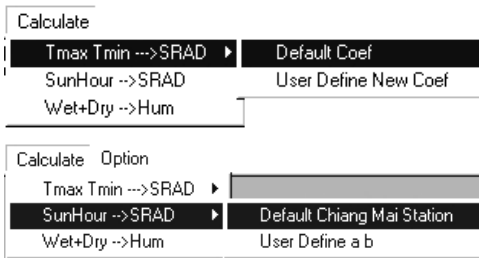 Calculate
Tmax Tmin --->SRAD Default Coef
SunHour -->SRAD User Define New Coef
Wet+Dry -->Hum
Calculate Option
Tmax Tmin --->SRAD
SunHour -->SRAD Default Chiang Mai Station
Wet+Dry -->Hum User Define a b